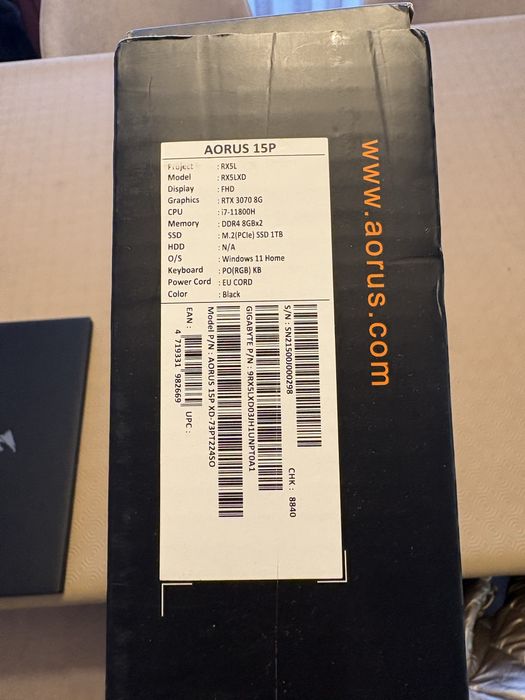 AORUS 15P
Project : RX5L
Model : RX5LXD
Display : FHD
Graphics : RTX 3070 8G
CPU : i7-11800H
Memory : DDR4 8GBx2
SSD : M.2(PCIe) SSD 1TB
HDD : N/A
O/S : Windows 11 Home
Keyboard : PO(RGB) KB
Power Cord : EU CORD
Color : Black
S/N : SN21500J000298
CHK : 8840
GIGABYTE P/N : 9RX5LXD03JH1UNPT0A1
Model P/N : AORUS 15P XD-73PT224SO
EAN :
4 719331 982669
UPC :
www.aorus.com